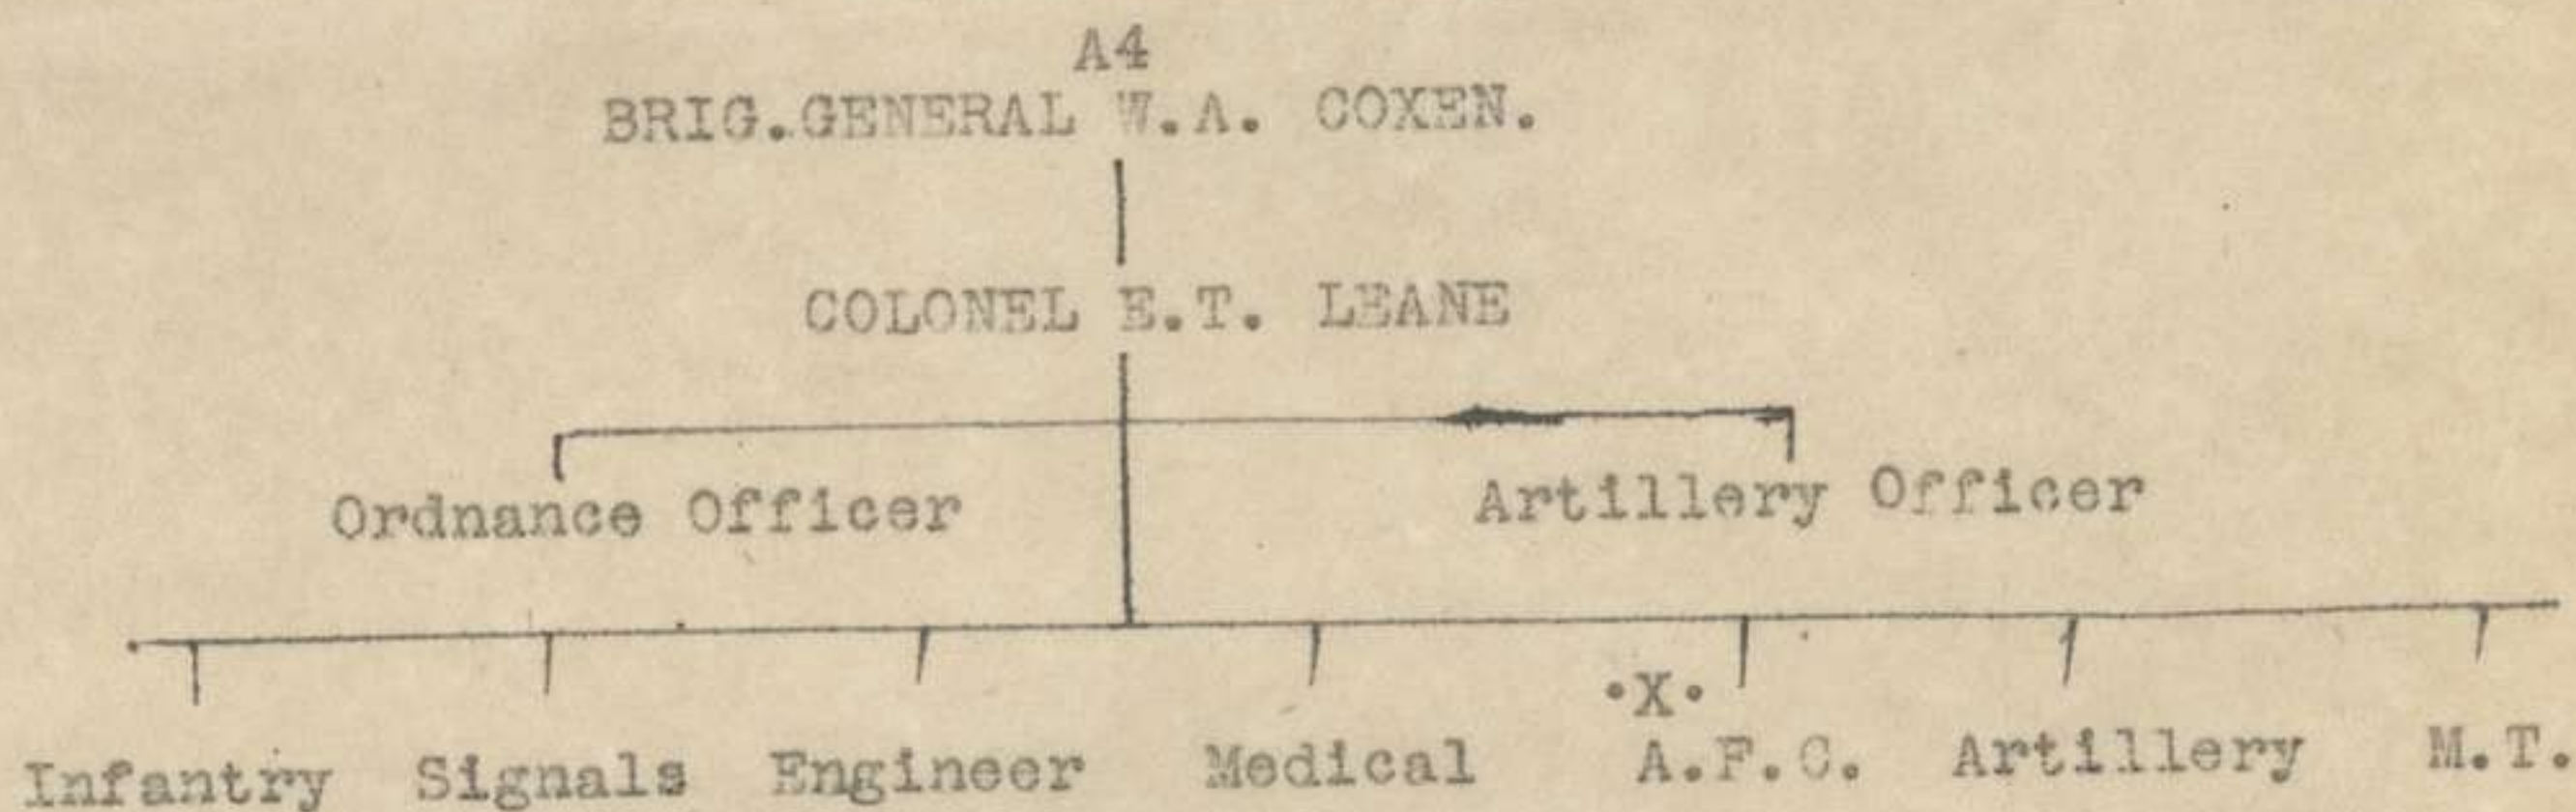 A4
BRIG.GENERAL W.A. COXEN.
COLONEL E.T. LEANE
Ordnance Officer Artillery Officer
.X.
Infantry Signals Engineer Medical A.F.C. Artillery M.T.